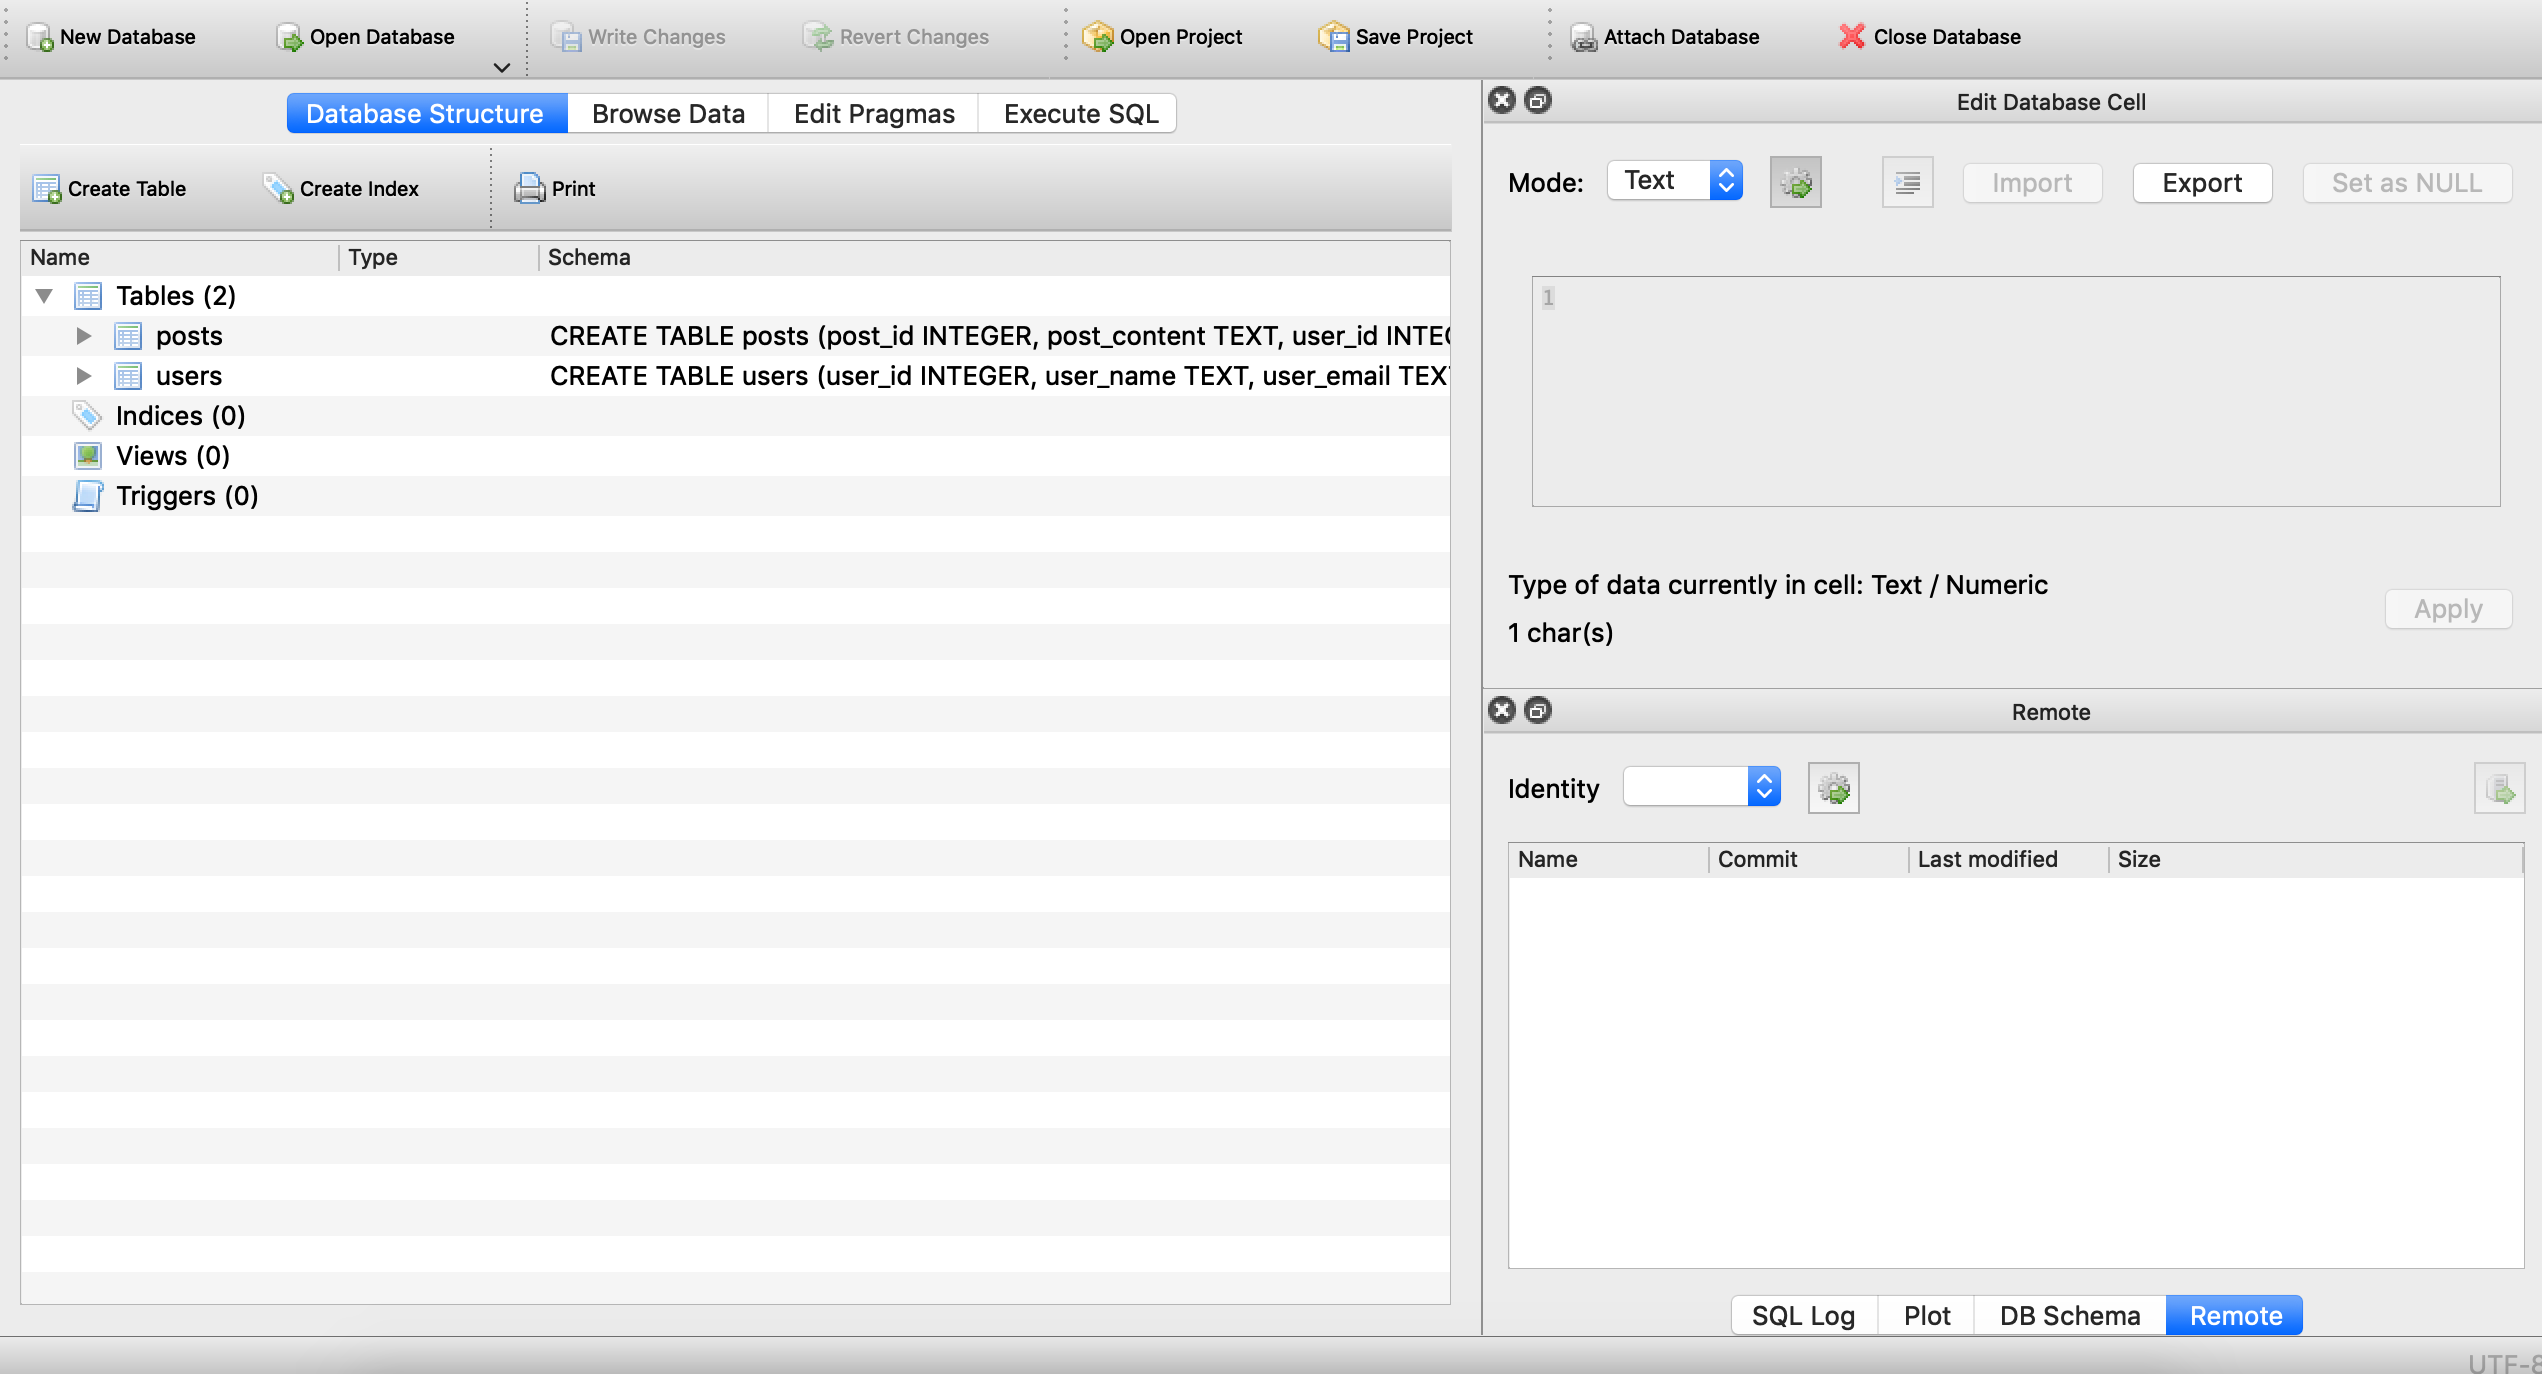 New Database Open Database Write Changes Revert Changes Open Project Save Project Attach Database Close Database
Database Structure Browse Data Edit Pragmas Execute SQL
Create Table Create Index Print
Name Type Schema
Tables (2)
posts CREATE TABLE posts (post_id INTEGER, post_content TEXT, user_id INTEG
users CREATE TABLE users (user_id INTEGER, user_name TEXT, user_email TEX
Indices (0)
Views (0)
Triggers (0)
Edit Database Cell
Mode: Text Import Export Set as NULL
1
Type of data currently in cell: Text / Numeric
1 char(s)
Apply
Remote
Identity
Name Commit Last modified Size
SQL Log Plot DB Schema Remote
UTF-8